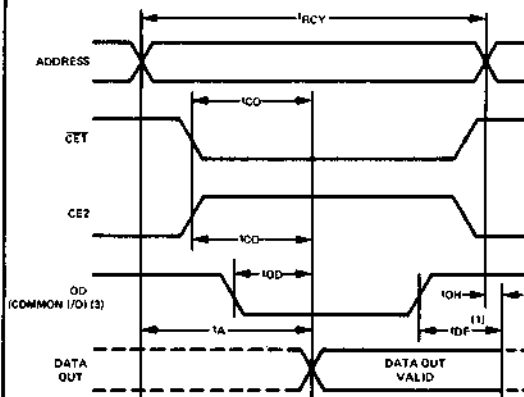 tRCY
ADDRESS
tCO
CE1
CE2
tCO
OD
(COMMON I/O) (3)
tOD
tOH
(1)
tDF
tA
DATA
OUT
DATA OUT
VALID